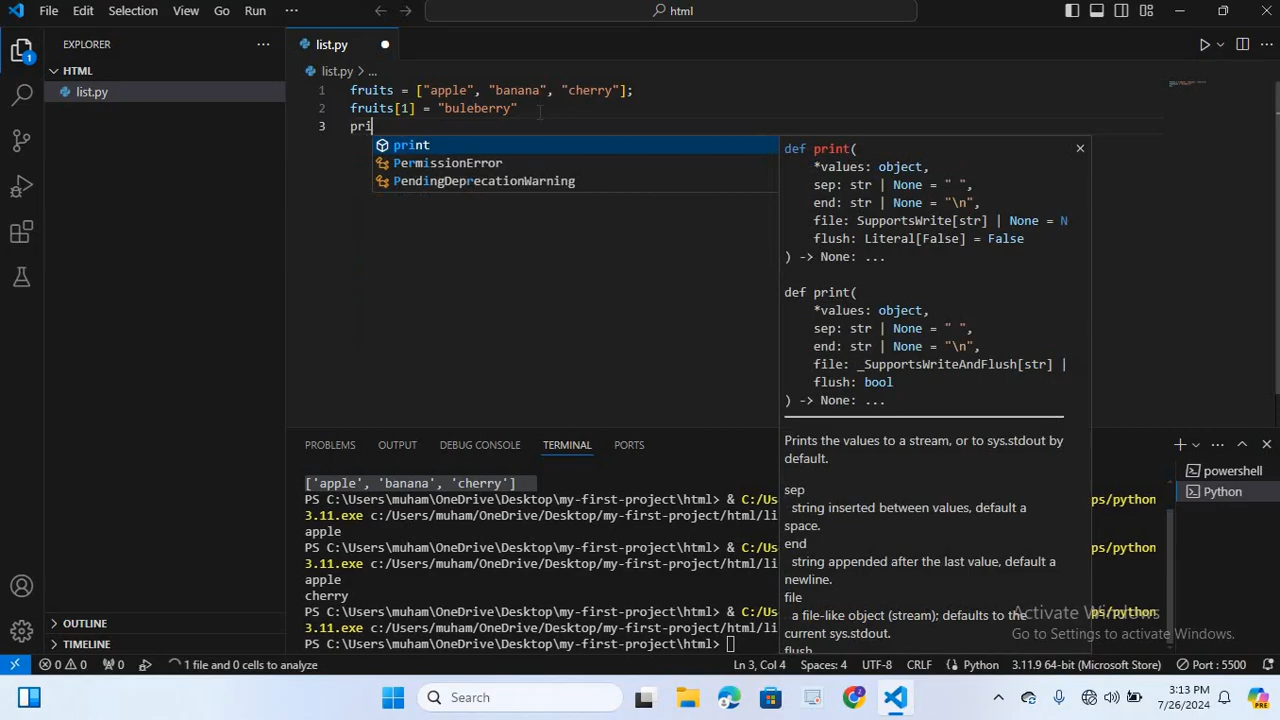 File Edit Selection View Go Run ··· html
EXPLORER ···
HTML
list.py
1
OUTLINE
TIMELINE
list.py
list.py > ...
1 fruits = ["apple", "banana", "cherry"];
2 fruits[1] = "buleberry"
3 pri
print
PermissionError
PendingDeprecationWarning
def print(
*values: object,
sep: str | None = " ",
end: str | None = "\n",
file: SupportsWrite[str] | None = N
flush: Literal[False] = False
) -> None: ...
def print(
*values: object,
sep: str | None = " ",
end: str | None = "\n",
file: _SupportsWriteAndFlush[str] |
flush: bool
) -> None: ...
Prints the values to a stream, or to sys.stdout by
default.
sep
string inserted between values, default a
space.
end
string appended after the last value, default a
newline.
file
a file-like object (stream); defaults to the
current sys.stdout.
flush
PROBLEMS OUTPUT DEBUG CONSOLE TERMINAL PORTS
['apple', 'banana', 'cherry']
PS C:\Users\muham\OneDrive\Desktop\my-first-project\html> & C:/Us ps/python
3.11.exe c:/Users/muham/OneDrive/Desktop/my-first-project/html/li
apple
PS C:\Users\muham\OneDrive\Desktop\my-first-project\html> & C:/Us ps/python
3.11.exe c:/Users/muham/OneDrive/Desktop/my-first-project/html/li
apple
cherry
PS C:\Users\muham\OneDrive\Desktop\my-first-project\html> & C:/Us ps/python
3.11.exe c:/Users/muham/OneDrive/Desktop/my-first-project/html/li
PS C:\Users\muham\OneDrive\Desktop\my-first-project\html>
powershell
Python
Activate Windows
Go to Settings to activate Windows.
0 0 0 1 file and 0 cells to analyze Ln 3, Col 4 Spaces: 4 UTF-8 CRLF Python 3.11.9 64-bit (Microsoft Store) Port : 5500
Search
3:13 PM
7/26/2024
PRE